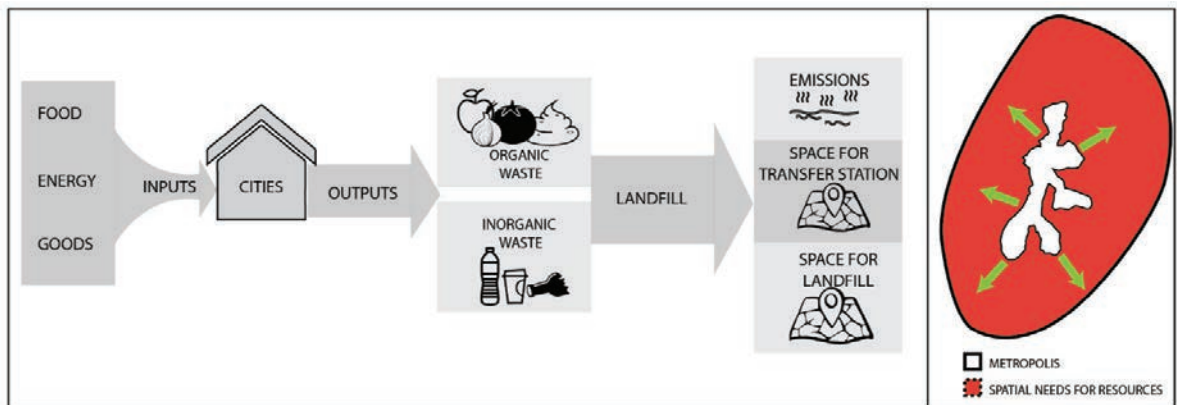 FOOD
ENERGY
GOODS
INPUTS
CITIES
OUTPUTS
ORGANIC
WASTE
INORGANIC
WASTE
LANDFILL
EMISSIONS
SPACE FOR
TRANSFER STATION
SPACE FOR
LANDFILL
METROPOLIS
SPATIAL NEEDS FOR RESOURCES